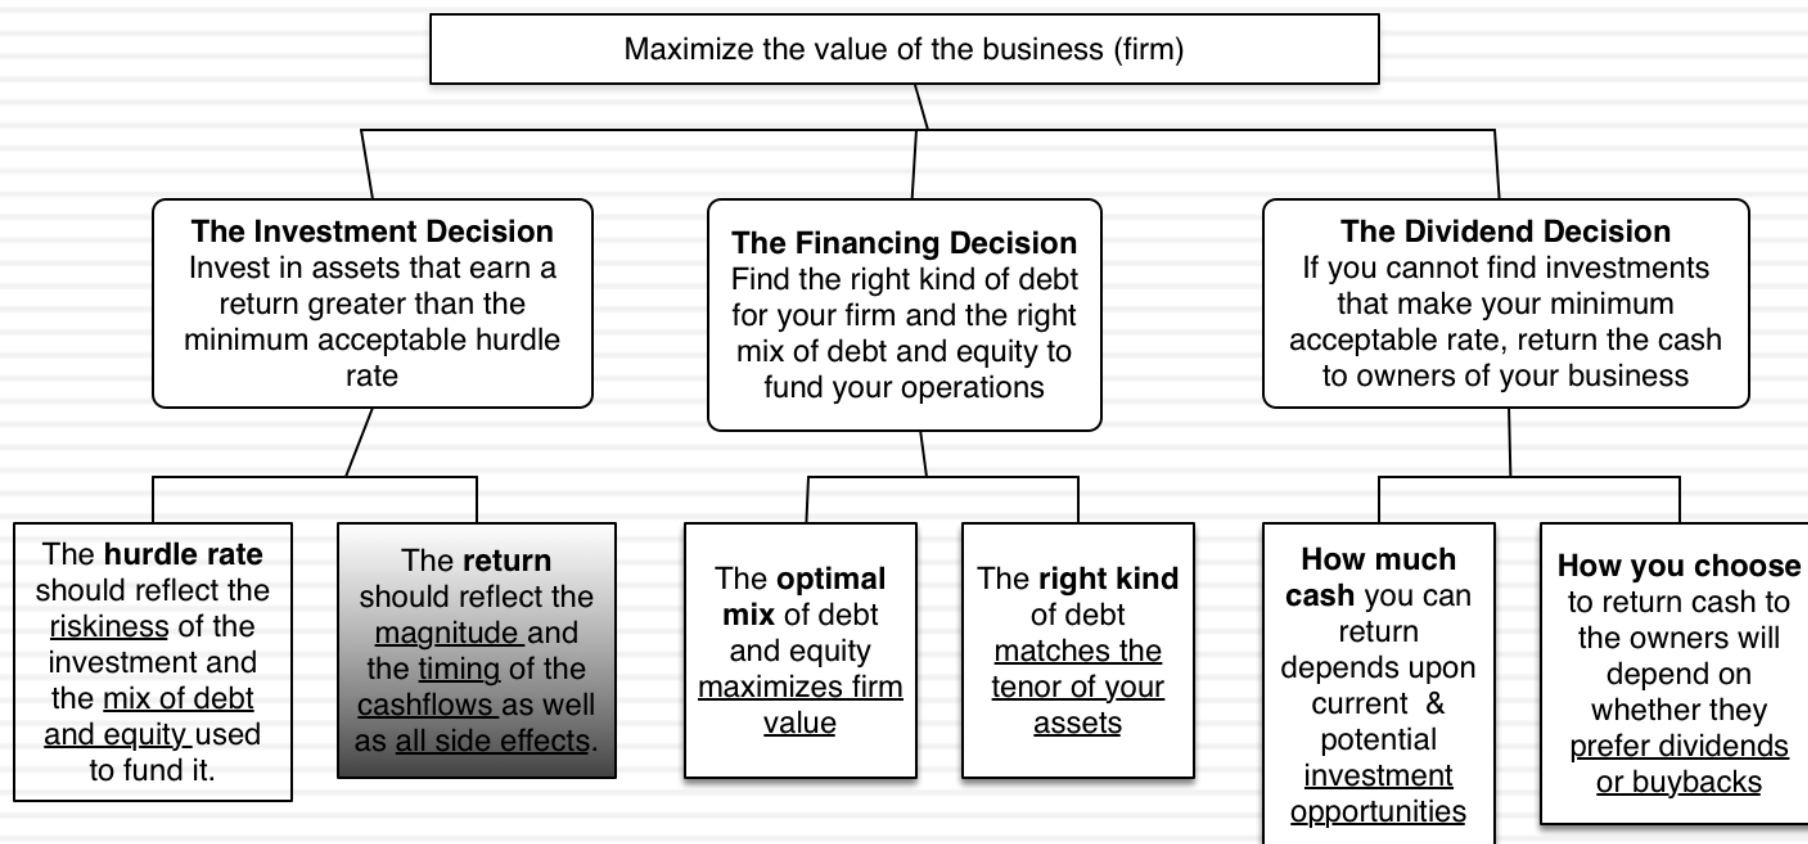 Maximize the value of the business (firm)
The Investment Decision
Invest in assets that earn a
return greater than the
minimum acceptable hurdle
rate
The Financing Decision
Find the right kind of debt
for your firm and the right
mix of debt and equity to
fund your operations
The Dividend Decision
If you cannot find investments
that make your minimum
acceptable rate, return the cash
to owners of your business
The hurdle rate
should reflect the
riskiness of the
investment and
the mix of debt
and equity used
to fund it.
The return
should reflect the
magnitude and
the timing of the
cashflows as well
as all side effects.
The optimal
mix of debt
and equity
maximizes firm
value
The right kind
of debt
matches the
tenor of your
assets
How much
cash you can
return
depends upon
current &
potential
investment
opportunities
How you choose
to return cash to
the owners will
depend on
whether they
prefer dividends
or buybacks